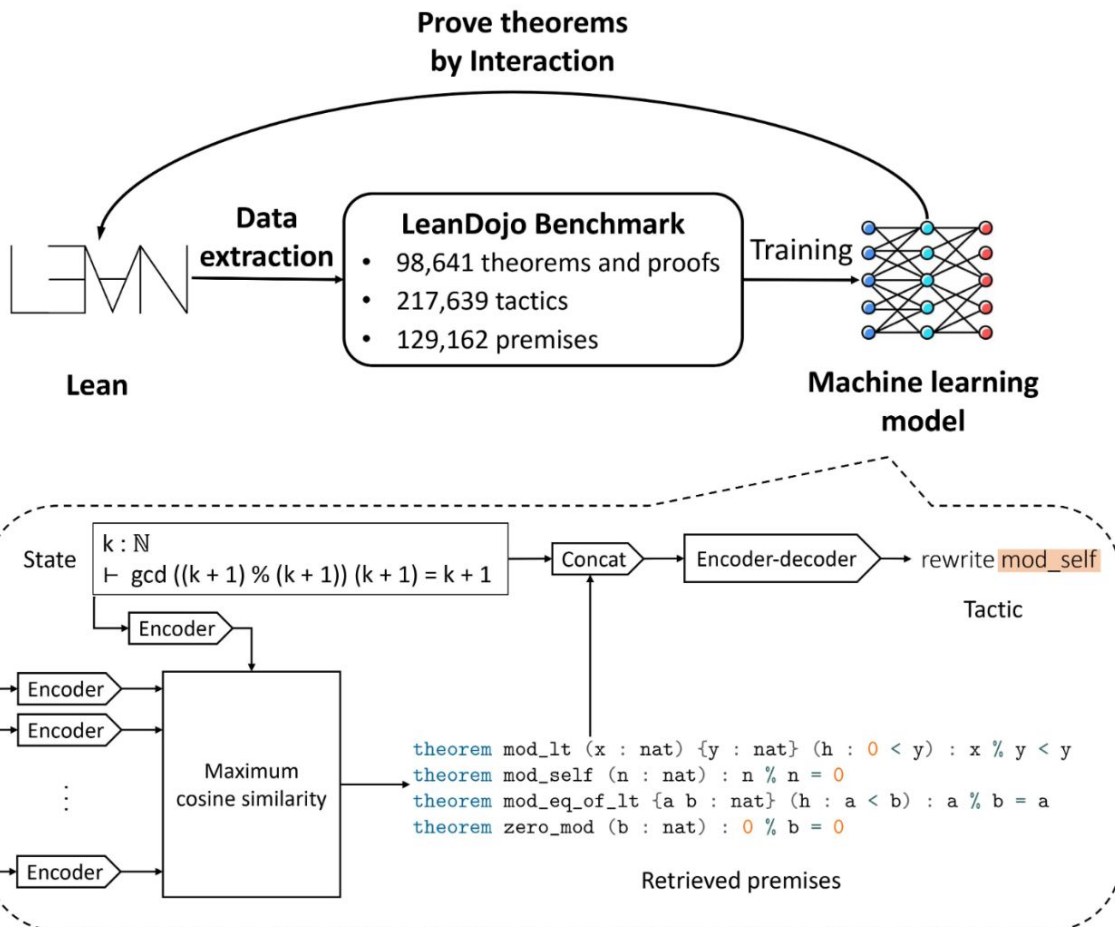 Prove theorems
by Interaction
Data
extraction
LeanDojo Benchmark
• 98,641 theorems and proofs
• 217,639 tactics
• 129,162 premises
Training
LEAN
Lean
Machine learning
model
State
k : ℕ
⊢ gcd ((k + 1) % (k + 1)) (k + 1) = k + 1
Concat
Encoder-decoder
rewrite mod_self
Tactic
Encoder
Encoder
Encoder
⋮
Encoder
Maximum
cosine similarity
theorem mod_lt (x : nat) {y : nat} (h : 0 < y) : x % y < y
theorem mod_self (n : nat) : n % n = 0
theorem mod_eq_of_lt {a b : nat} (h : a < b) : a % b = a
theorem zero_mod (b : nat) : 0 % b = 0
Retrieved premises